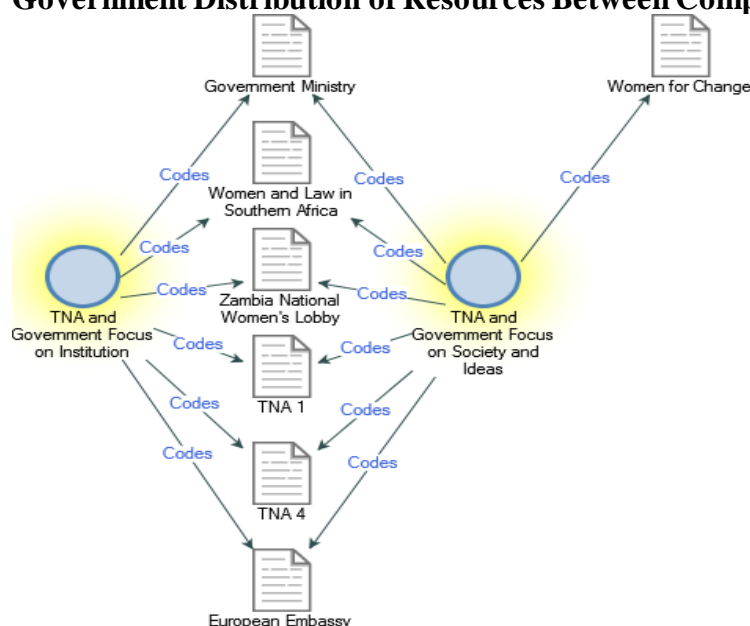 Government Distribution of Resources Between
Government Ministry
Women for Change
Codes
Codes
Codes
Women and Law in
Southern Africa
Codes
Codes
Codes
Codes
Zambia National
Women's Lobby
TNA and
Government Focus
on Institution
TNA and
Government Focus
on Society and
Ideas
Codes
Codes
TNA 1
Codes
Codes
TNA 4
Codes
Codes
European Embassy